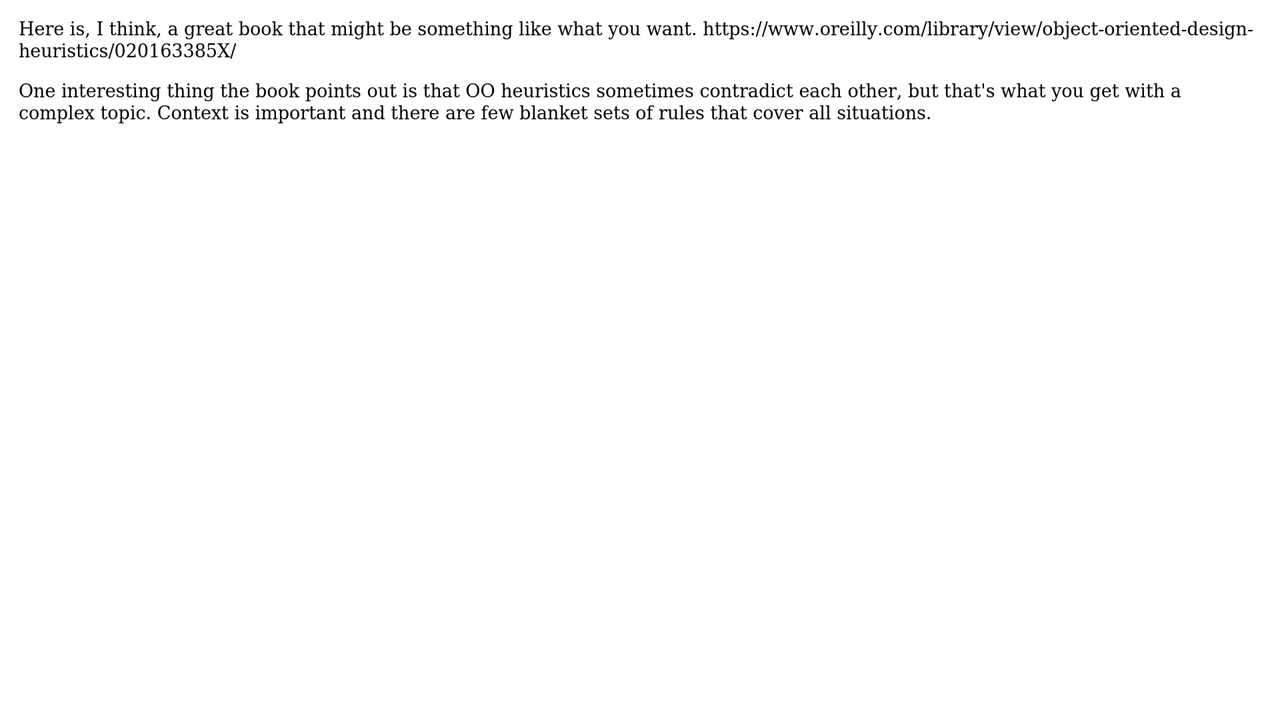 Here is, I think, a great book that might be something like what you want. https://www.oreilly.com/library/view/object-oriented-design-
heuristics/020163385X/
One interesting thing the book points out is that OO heuristics sometimes contradict each other, but that's what you get with a
complex topic. Context is important and there are few blanket sets of rules that cover all situations.